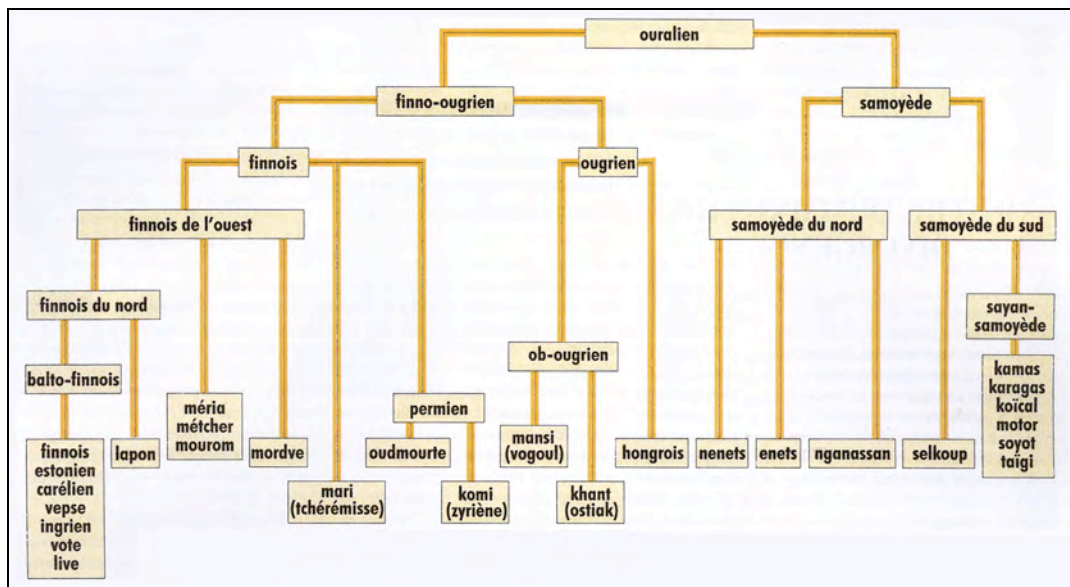 ouralien
finno-ougrien
samoyède
finnois
ougrien
finnois de l'ouest
samoyède du nord
samoyède du sud
finnois du nord
sayan-
samoyède
ob-ougrien
balto-finnois
kamas
karagas
koïcal
motor
soyot
taïgi
méria
métcher
mourom
permien
finnois
estonien
carélien
vepse
ingrien
vote
live
lapon
mordve
oudmourte
mansi
(vogoul)
hongrois
nenets
enets
nganassan
selkoup
mari
(tchérémisse)
komi
(zyriène)
khant
(ostiak)